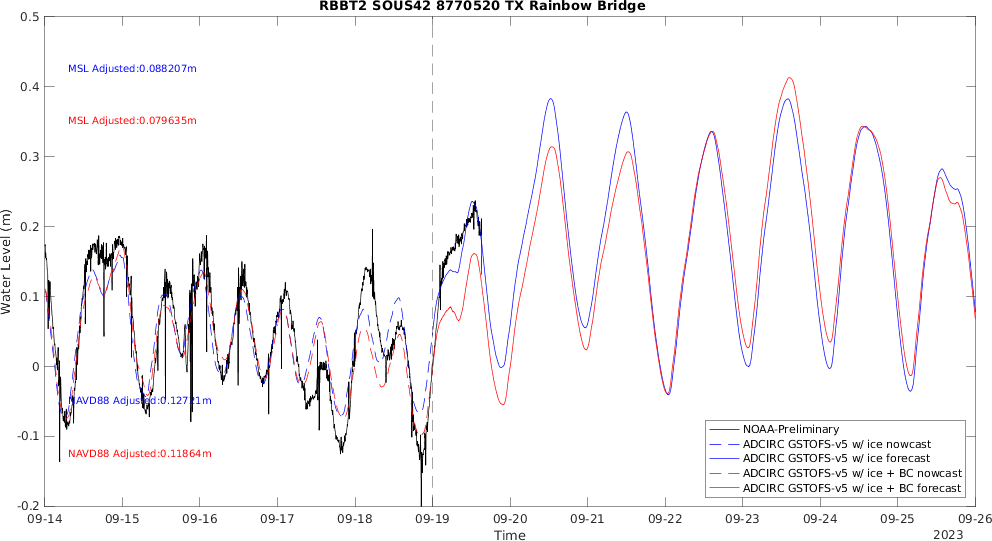 RBBT2 SOUS42 8770520 TX Rainbow Bridge
0.5
0.4
0.3
0.2
0.1
0
-0.1
-0.2
Water Level (m)
MSL Adjusted:0.088207m
MSL Adjusted:0.079635m
NAVD88 Adjusted:0.12721m
NAVD88 Adjusted:0.11864m
NOAA-Preliminary
ADCIRC GSTOFS-v5 w/ ice nowcast
ADCIRC GSTOFS-v5 w/ ice forecast
ADCIRC GSTOFS-v5 w/ ice + BC nowcast
ADCIRC GSTOFS-v5 w/ ice + BC forecast
09-14 09-15 09-16 09-17 09-18 09-19 09-20 09-21 09-22 09-23 09-24 09-25 09-26
Time
2023